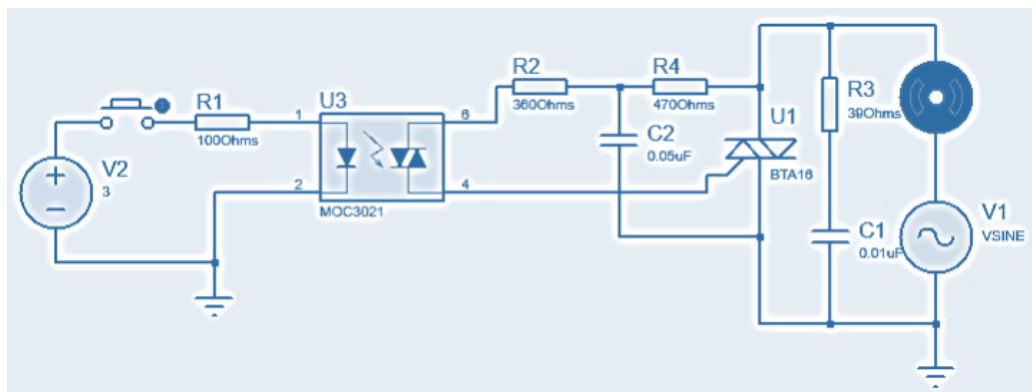 V2
3
R1
100Ohms
U3
1
2
6
4
MOC3021
R2
360Ohms
R4
470Ohms
C2
0.05uF
U1
BTA16
R3
39Ohms
C1
0.01uF
V1
VSINE